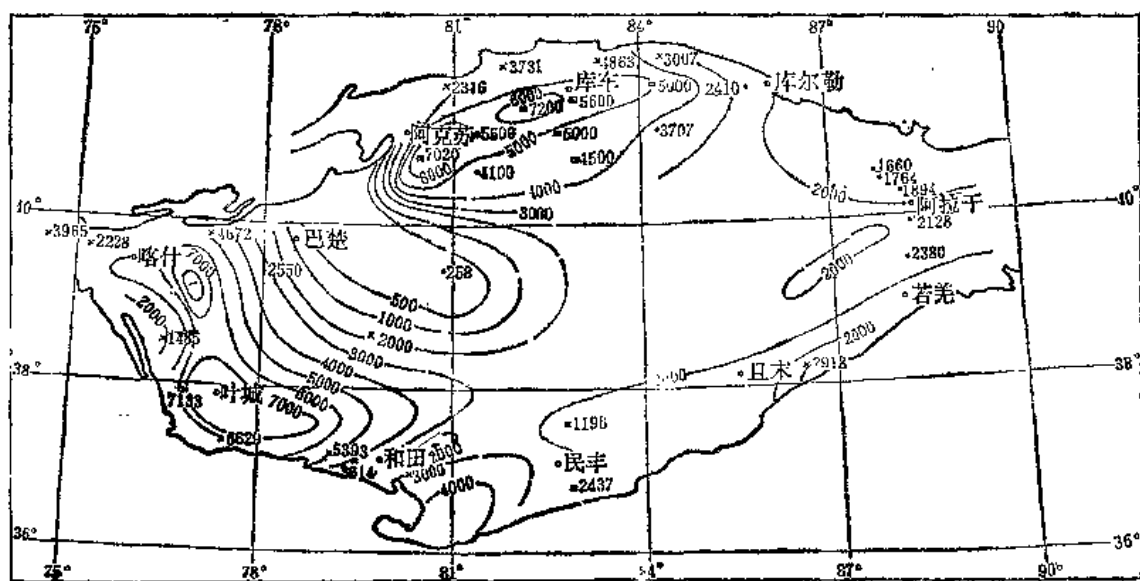 75° 78° 81 84 87° 90
×3731 ×4863 ×3007
×2346 库车 5000 2410 库尔勒
6000 7200 5600
阿克苏 5500 5000 5000 3707
7020 4500
6000 4100 4000 1660
1764
2000 1894
40° 3000 阿拉干 40°
×3965 ×2228 4672 巴楚 2128
喀什 7000 2550 258 2000 2380
500 若羌
2000 1000
1485 ×2000 2000
3000
38° 4000 且末 38°
7133 叶城 5000
7000 6000 1198
6629 5393 和田
×3000 民丰
4000 2437
36° 36°
75° 78° 81° 87° 90°